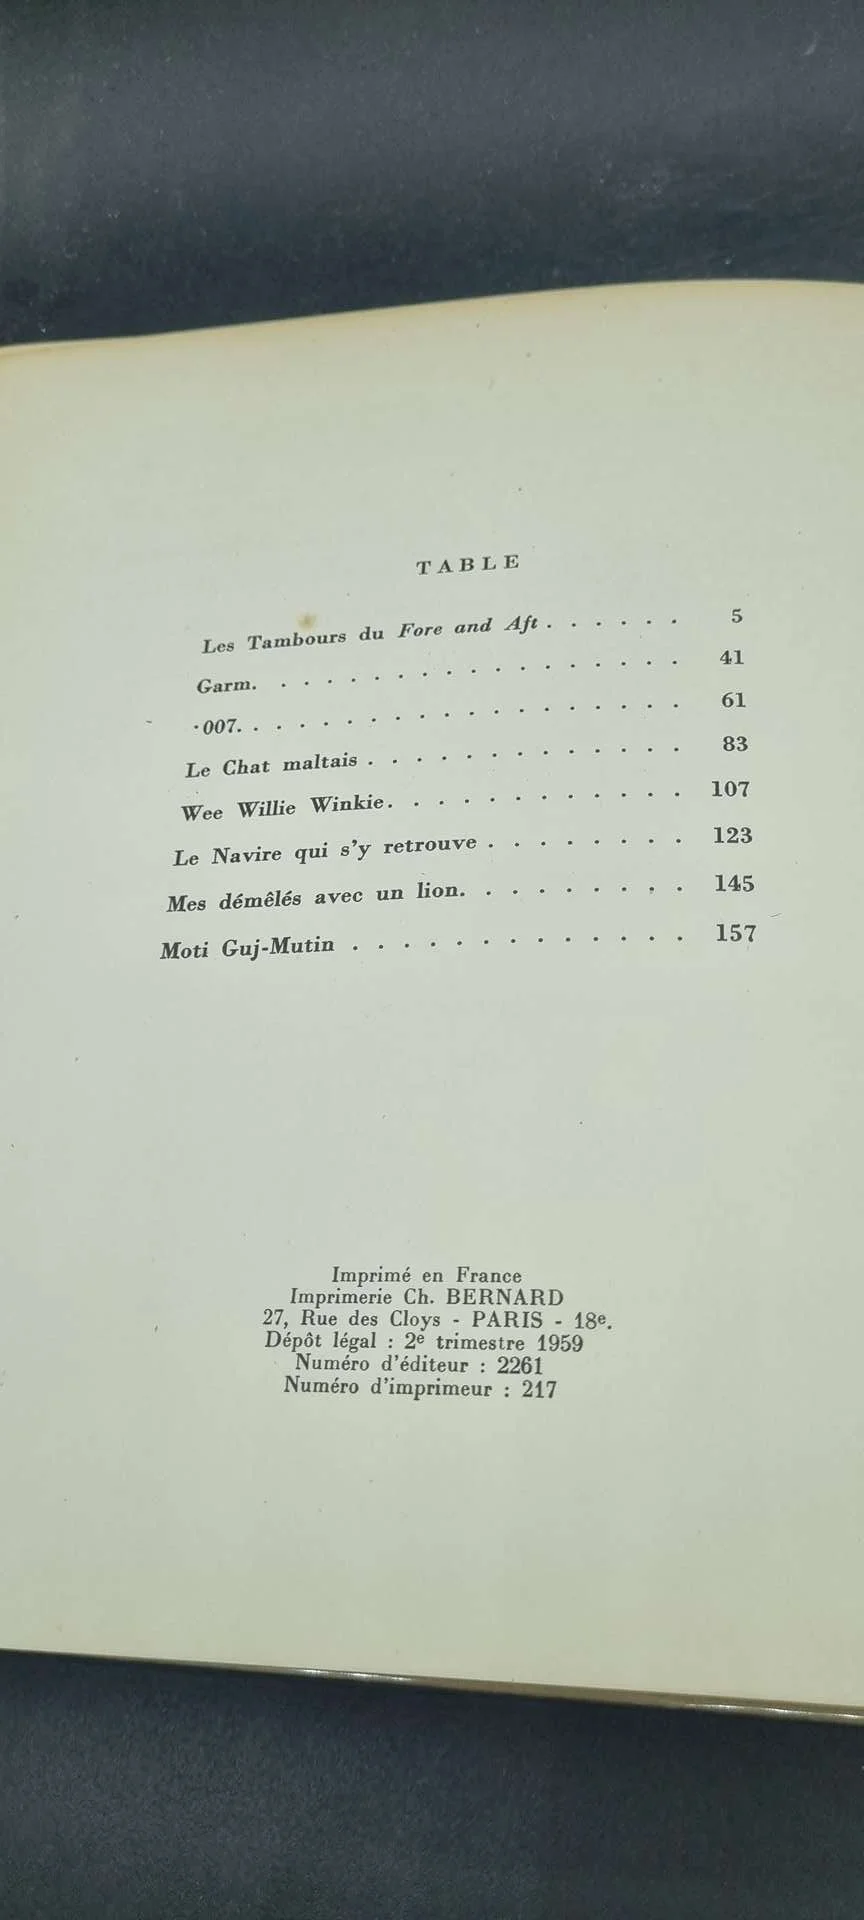 TABLE
Les Tambours du Fore and Aft . . . . . . 5
Garm. . . . . . . . . . . . . . . . . 41
·007. . . . . . . . . . . . . . . . . . . 61
Le Chat maltais . . . . . . . . . . . . . 83
Wee Willie Winkie. . . . . . . . . . . . 107
Le Navire qui s'y retrouve . . . . . . . . 123
Mes démêlés avec un lion. . . . . . . . . 145
Moti Guj-Mutin . . . . . . . . . . . . . 157
Imprimé en France
Imprimerie Ch. BERNARD
27, Rue des Cloys - PARIS - 18e.
Dépôt légal : 2e trimestre 1959
Numéro d'éditeur : 2261
Numéro d'imprimeur : 217